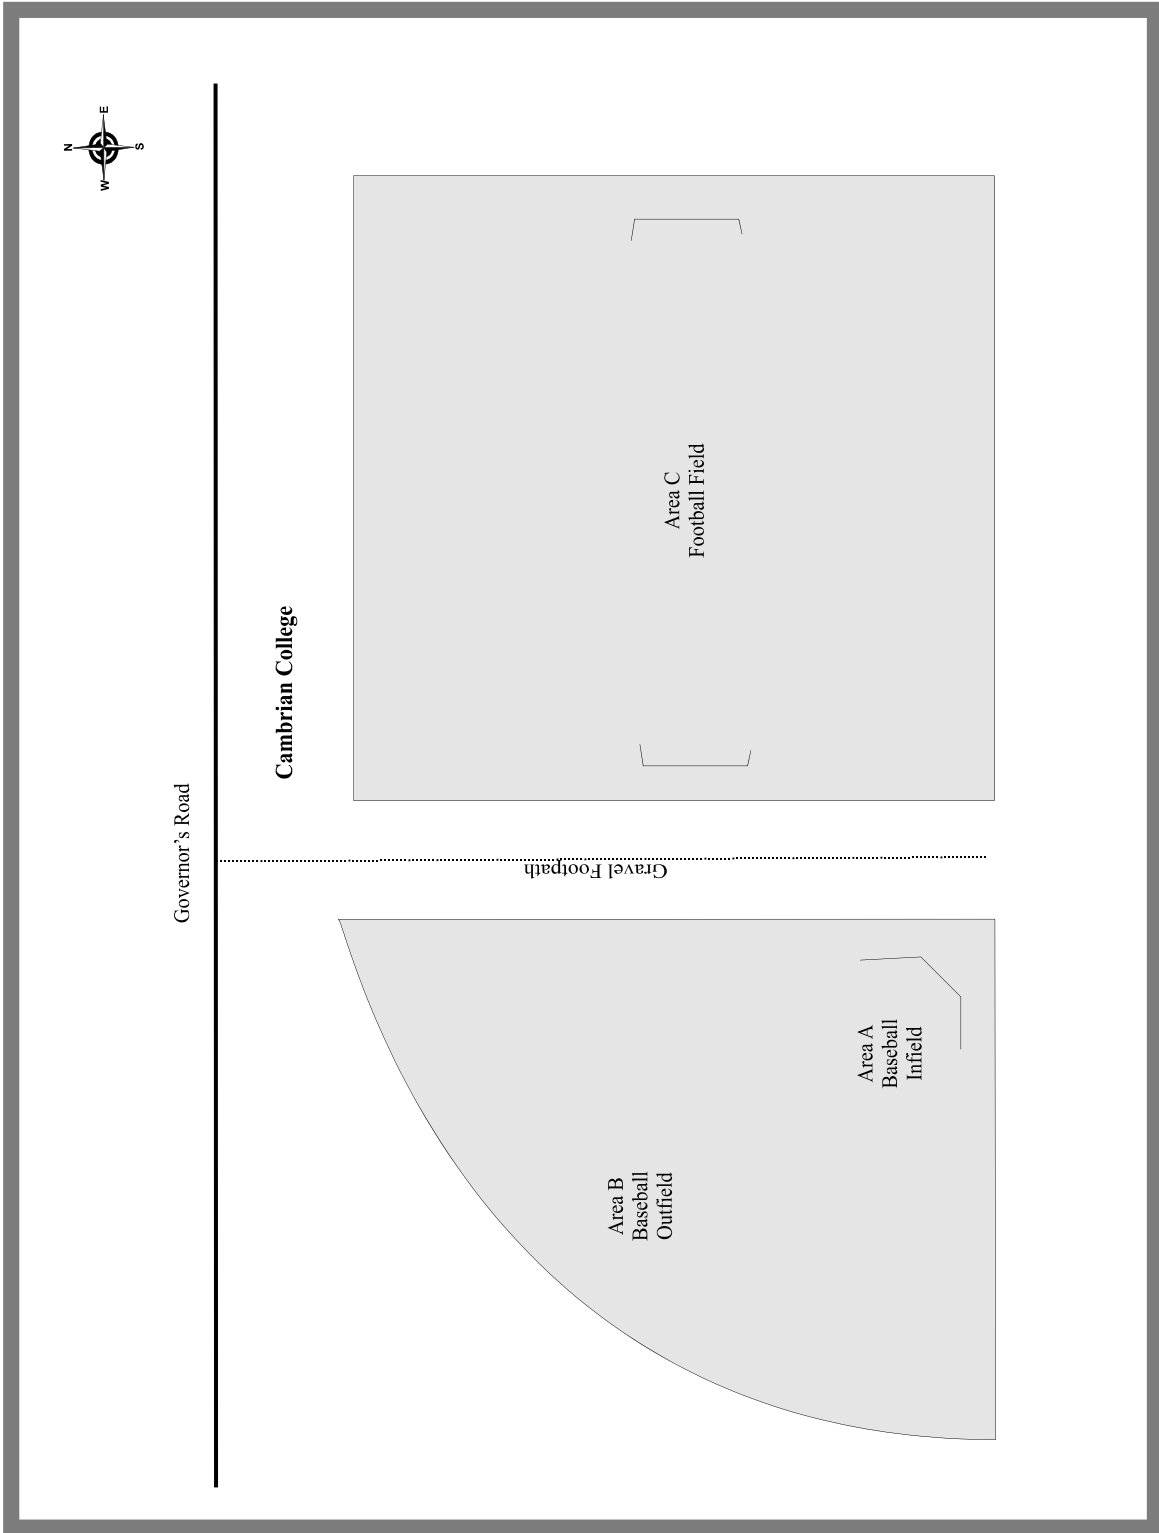 N
E
S
W
Governor’s Road
Cambrian College
Area C
Football Field
Gravel Footpath
Area B
Baseball
Outfield
Area A
Baseball
Infield